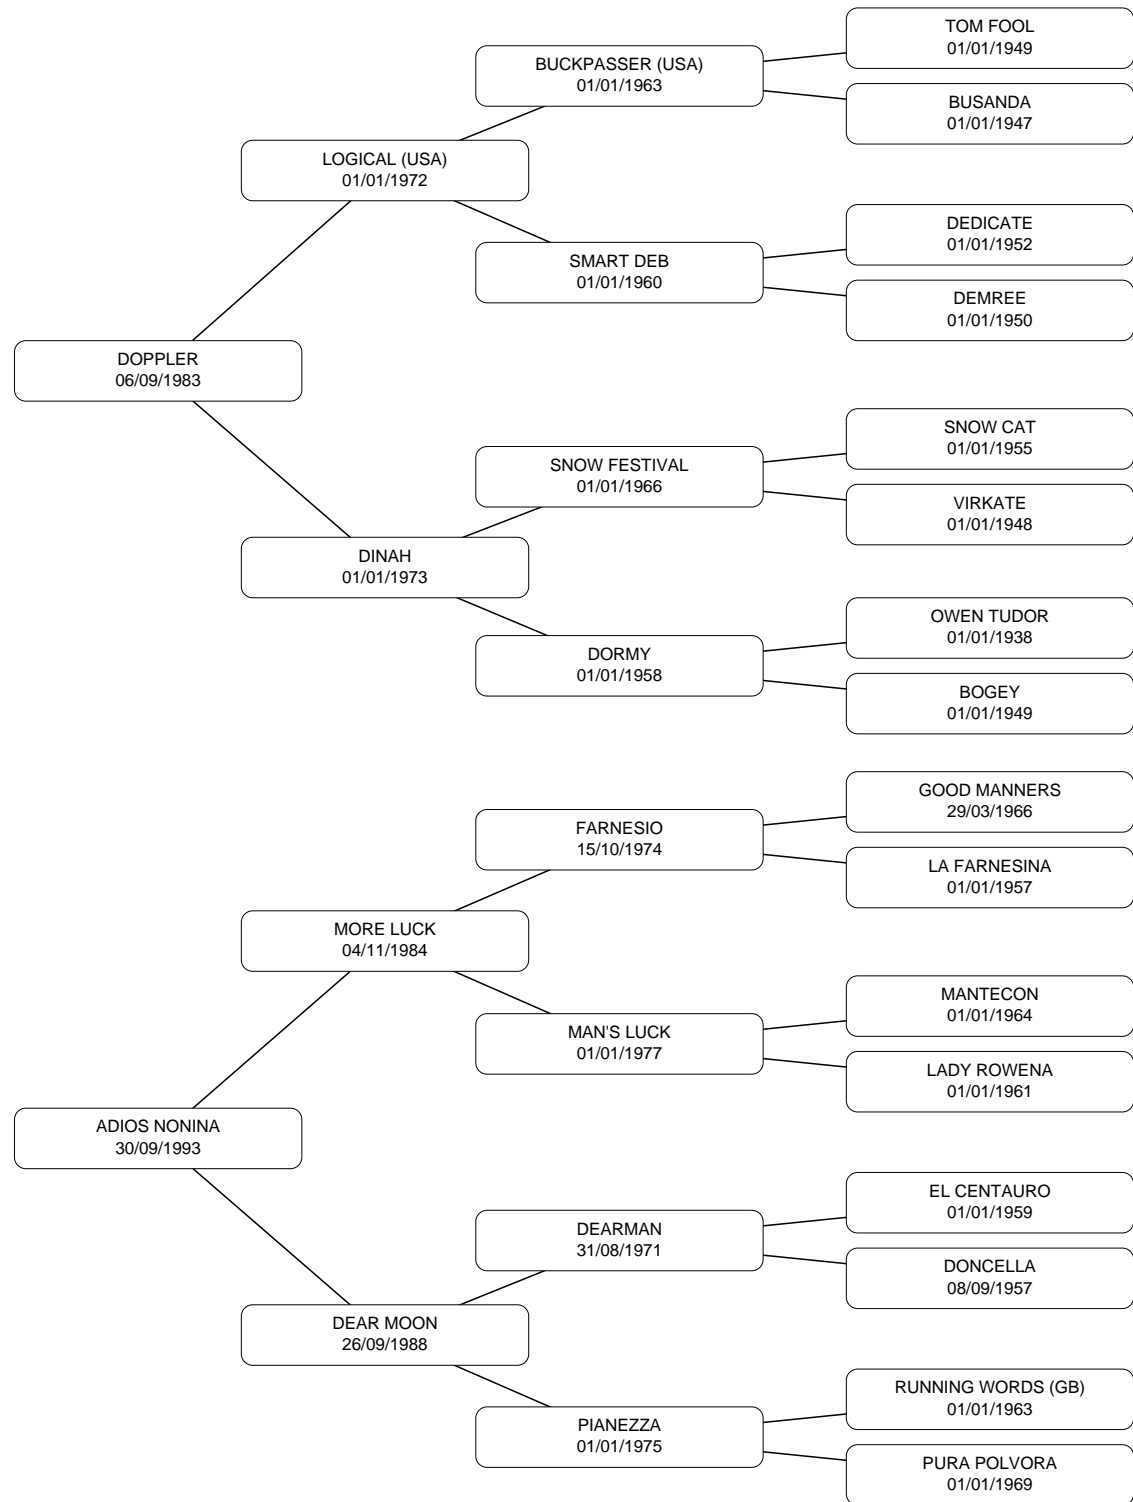 TOM FOOL
01/01/1949
BUCKPASSER (USA)
01/01/1963
BUSANDA
01/01/1947
LOGICAL (USA)
01/01/1972
DEDICATE
01/01/1952
SMART DEB
01/01/1960
DEMREE
01/01/1950
DOPPLER
06/09/1983
SNOW CAT
01/01/1955
SNOW FESTIVAL
01/01/1966
VIRKATE
01/01/1948
DINAH
01/01/1973
OWEN TUDOR
01/01/1938
DORMY
01/01/1958
BOGEY
01/01/1949
GOOD MANNERS
29/03/1966
FARNESIO
15/10/1974
LA FARNESINA
01/01/1957
MORE LUCK
04/11/1984
MANTECON
01/01/1964
MAN'S LUCK
01/01/1977
LADY ROWENA
01/01/1961
ADIOS NONINA
30/09/1993
EL CENTAURO
01/01/1959
DEARMAN
31/08/1971
DONCELLA
08/09/1957
DEAR MOON
26/09/1988
RUNNING WORDS (GB)
01/01/1963
PIANEZZA
01/01/1975
PURA POLVORA
01/01/1969